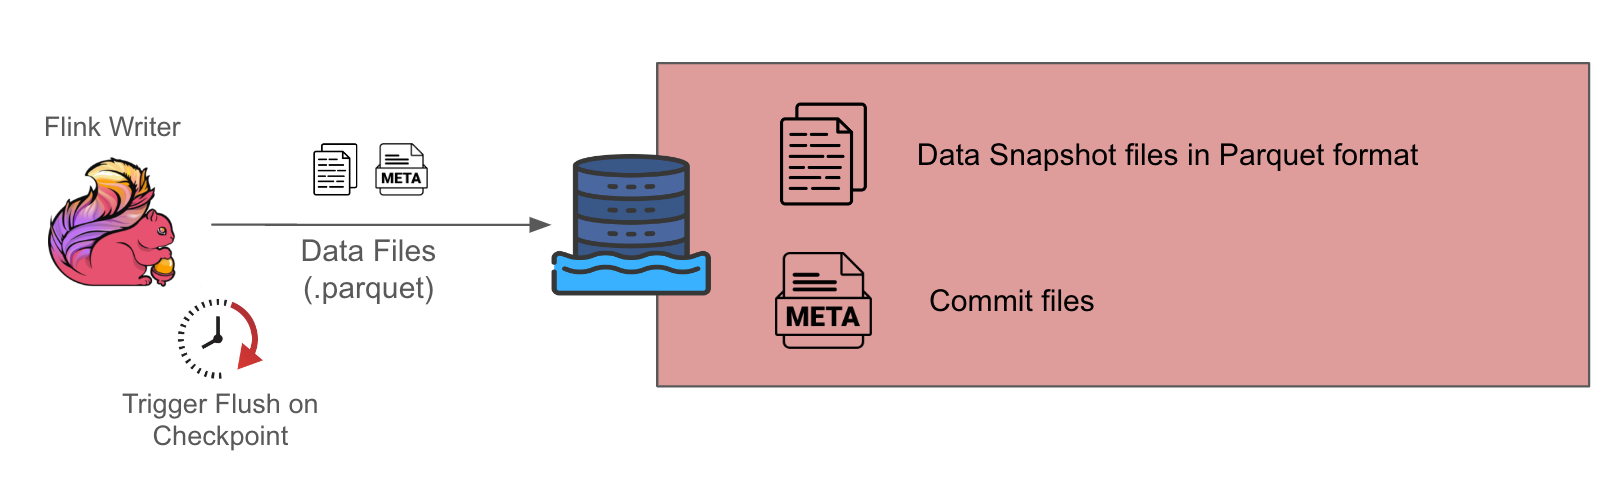 Flink Writer
META
Data Files
(.parquet)
Trigger Flush on
Checkpoint
Data Snapshot files in Parquet format
META
Commit files